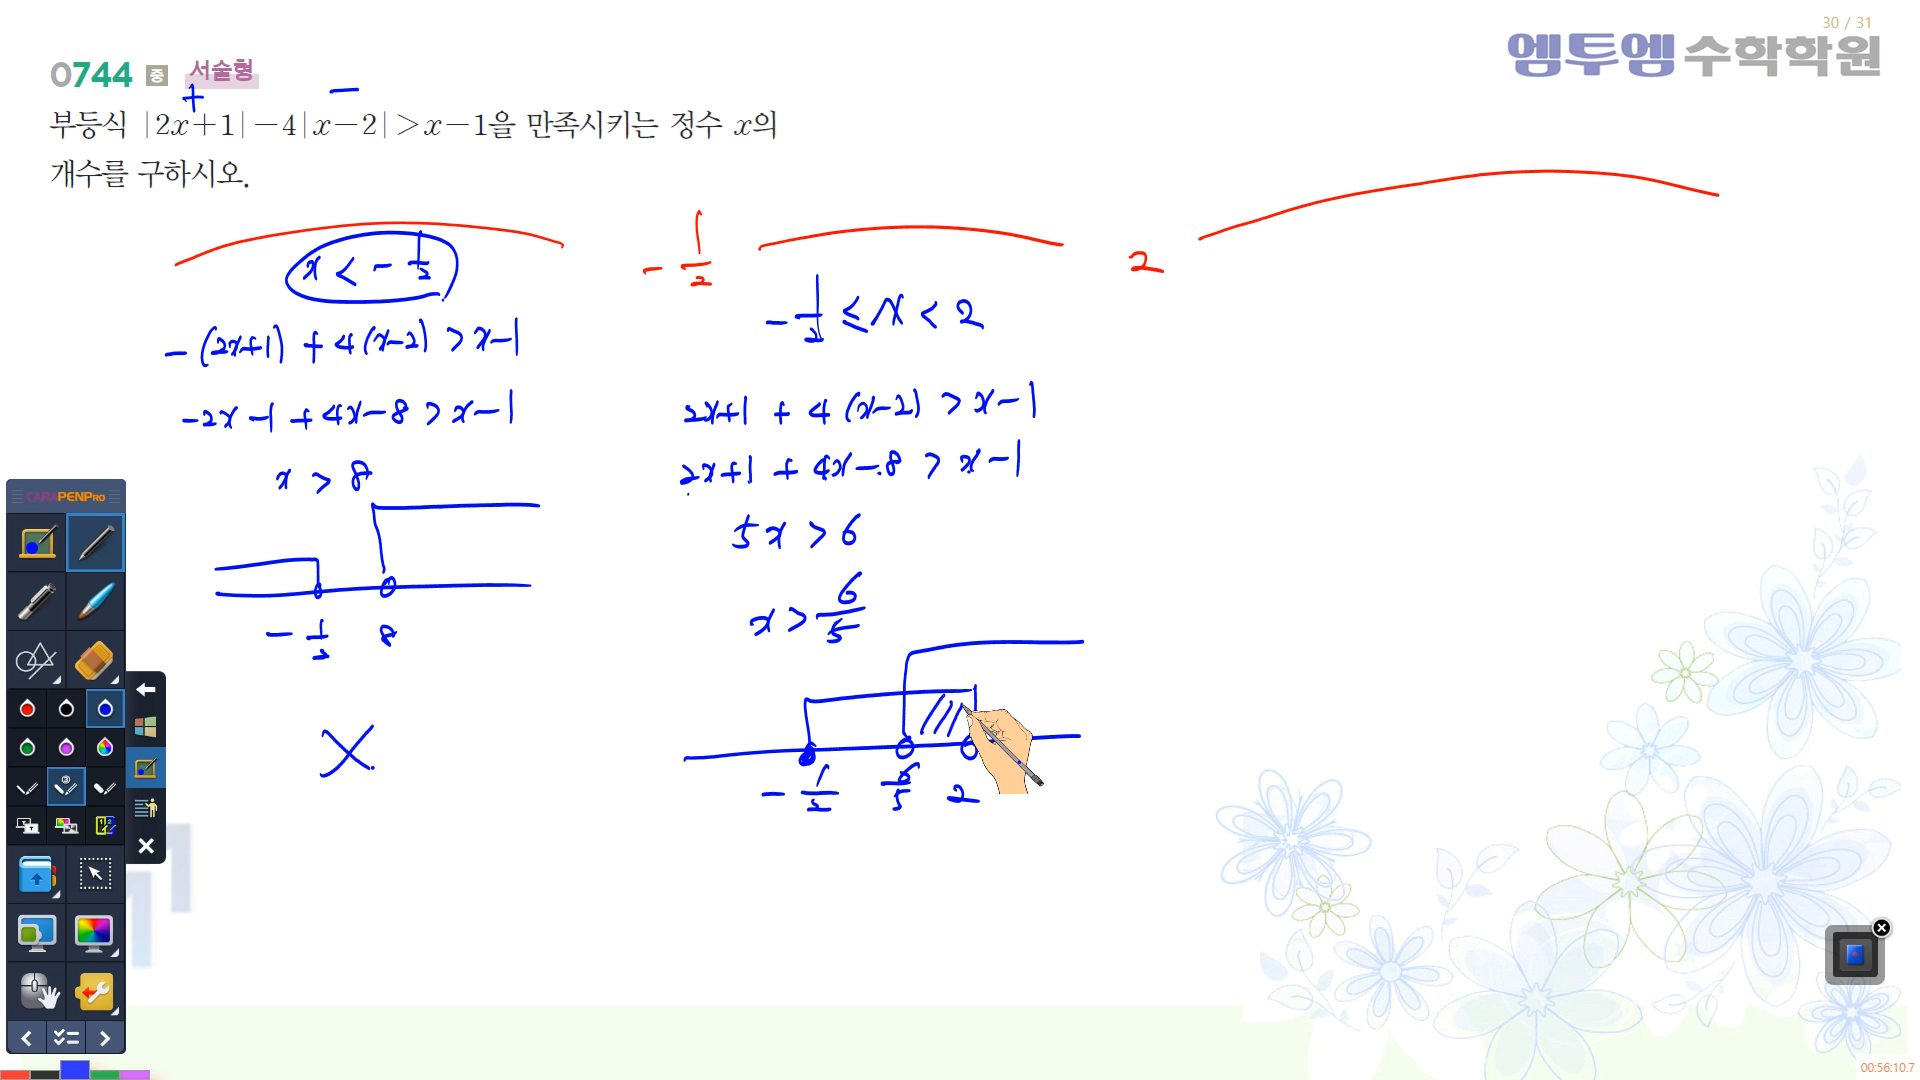 30 / 31
엠투엠 수학학원
0744 중 서술형
+ −
부등식 |2x+1|−4|x−2|>x−1을 만족시키는 정수 x의
개수를 구하시오.
x < −1/2
−(2x+1) + 4(x−2) > x−1
−2x −1 + 4x−8 > x−1
x > 8
−1/2 8
X
−1/2
−1/2 ≤ x < 2
2x+1 + 4(x−2) > x−1
2x+1 + 4x−8 > x−1
5x > 6
x > 6/5
−1/2 6/5 2
2
CARAPENPRO
00:56:10.7